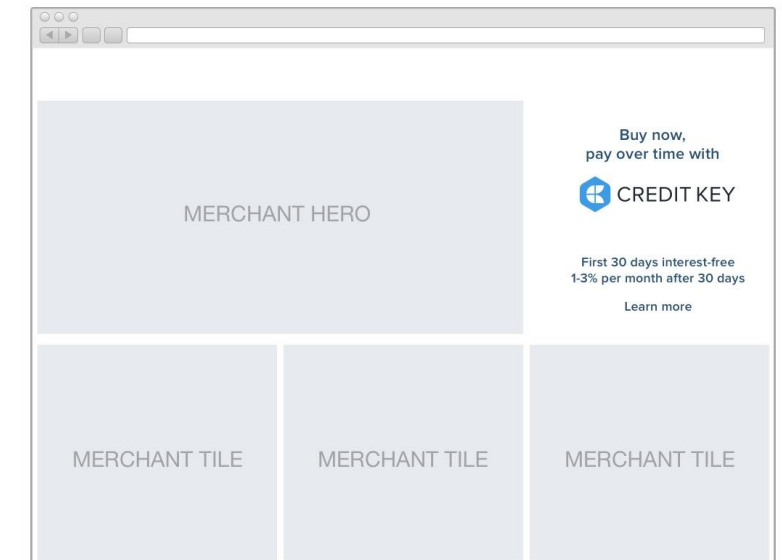 MERCHANT HERO
Buy now,
pay over time with
CREDIT KEY
First 30 days interest-free
1-3% per month after 30 days
Learn more
MERCHANT TILE
MERCHANT TILE
MERCHANT TILE